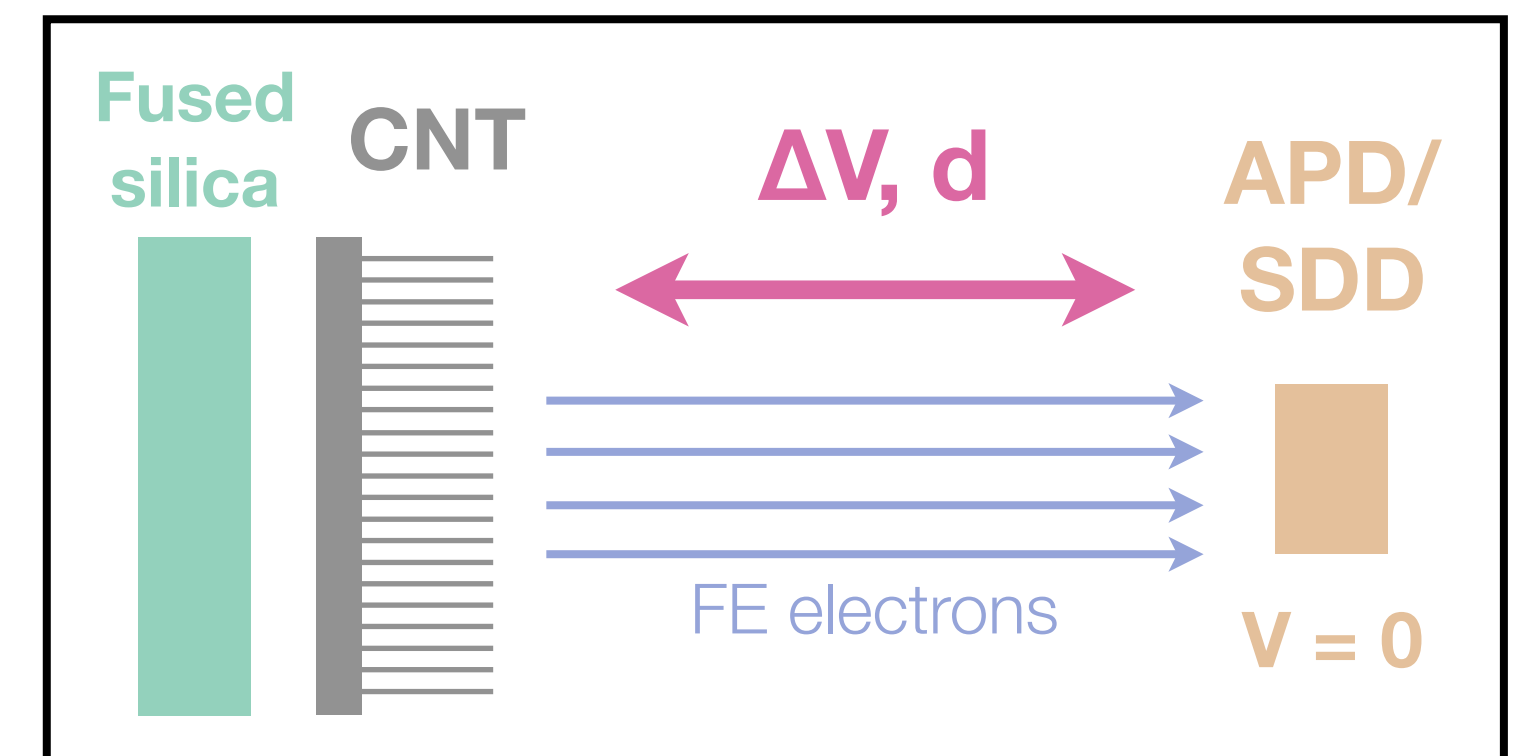 Fused
silica
CNT
ΔV, d
APD/
SDD
FE electrons
V = 0